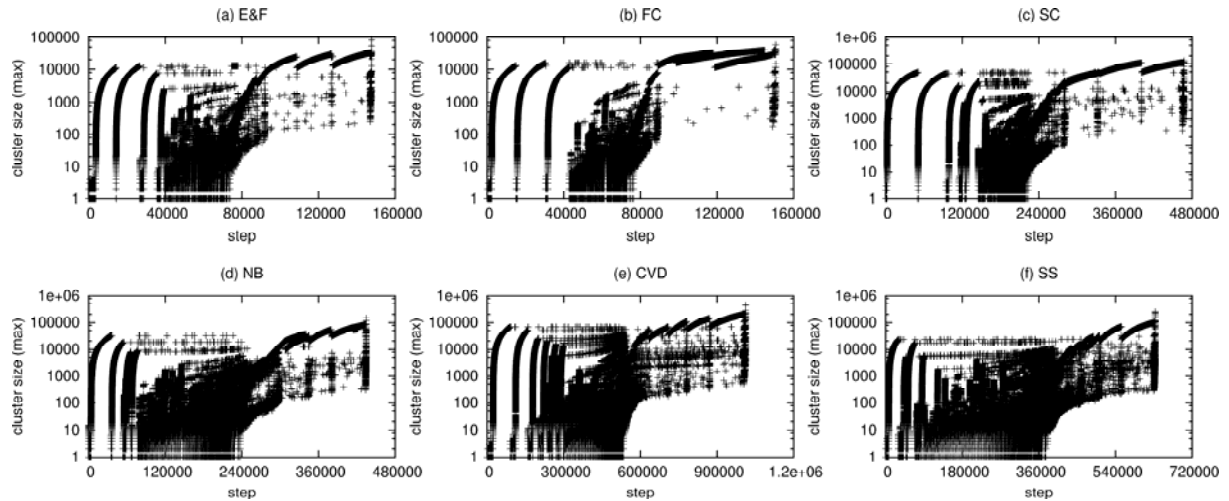 (a) E&F
cluster size (max)
100000
10000
1000
100
10
1
0 40000 80000 120000 160000
step
(b) FC
cluster size (max)
100000
10000
1000
100
10
1
0 40000 80000 120000 160000
step
(c) SC
cluster size (max)
1e+06
100000
10000
1000
100
10
1
0 120000 240000 360000 480000
step
(d) NB
cluster size (max)
1e+06
100000
10000
1000
100
10
1
0 120000 240000 360000 480000
step
(e) CVD
cluster size (max)
1e+06
100000
10000
1000
100
10
1
0 300000 600000 900000 1.2e+06
step
(f) SS
cluster size (max)
1e+06
100000
10000
1000
100
10
1
0 180000 360000 540000 720000
step